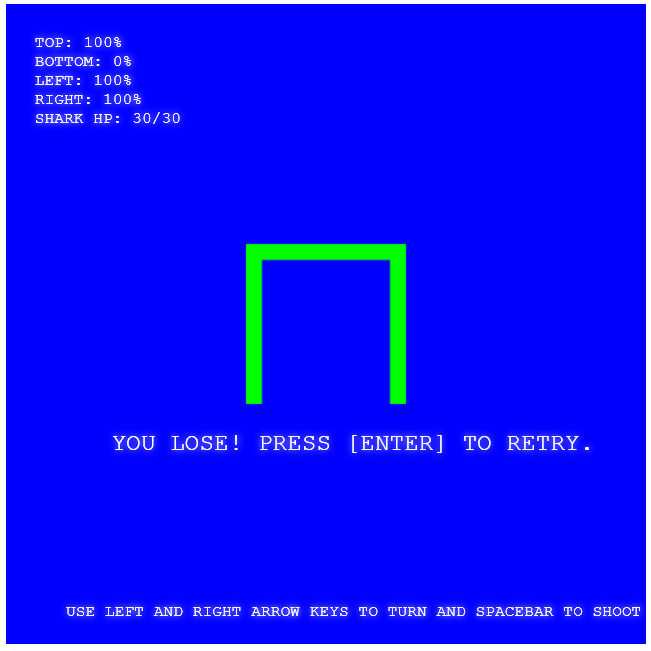 TOP: 100%
BOTTOM: 0%
LEFT: 100%
RIGHT: 100%
SHARK HP: 30/30
YOU LOSE! PRESS [ENTER] TO RETRY.
USE LEFT AND RIGHT ARROW KEYS TO TURN AND SPACEBAR TO SHOOT